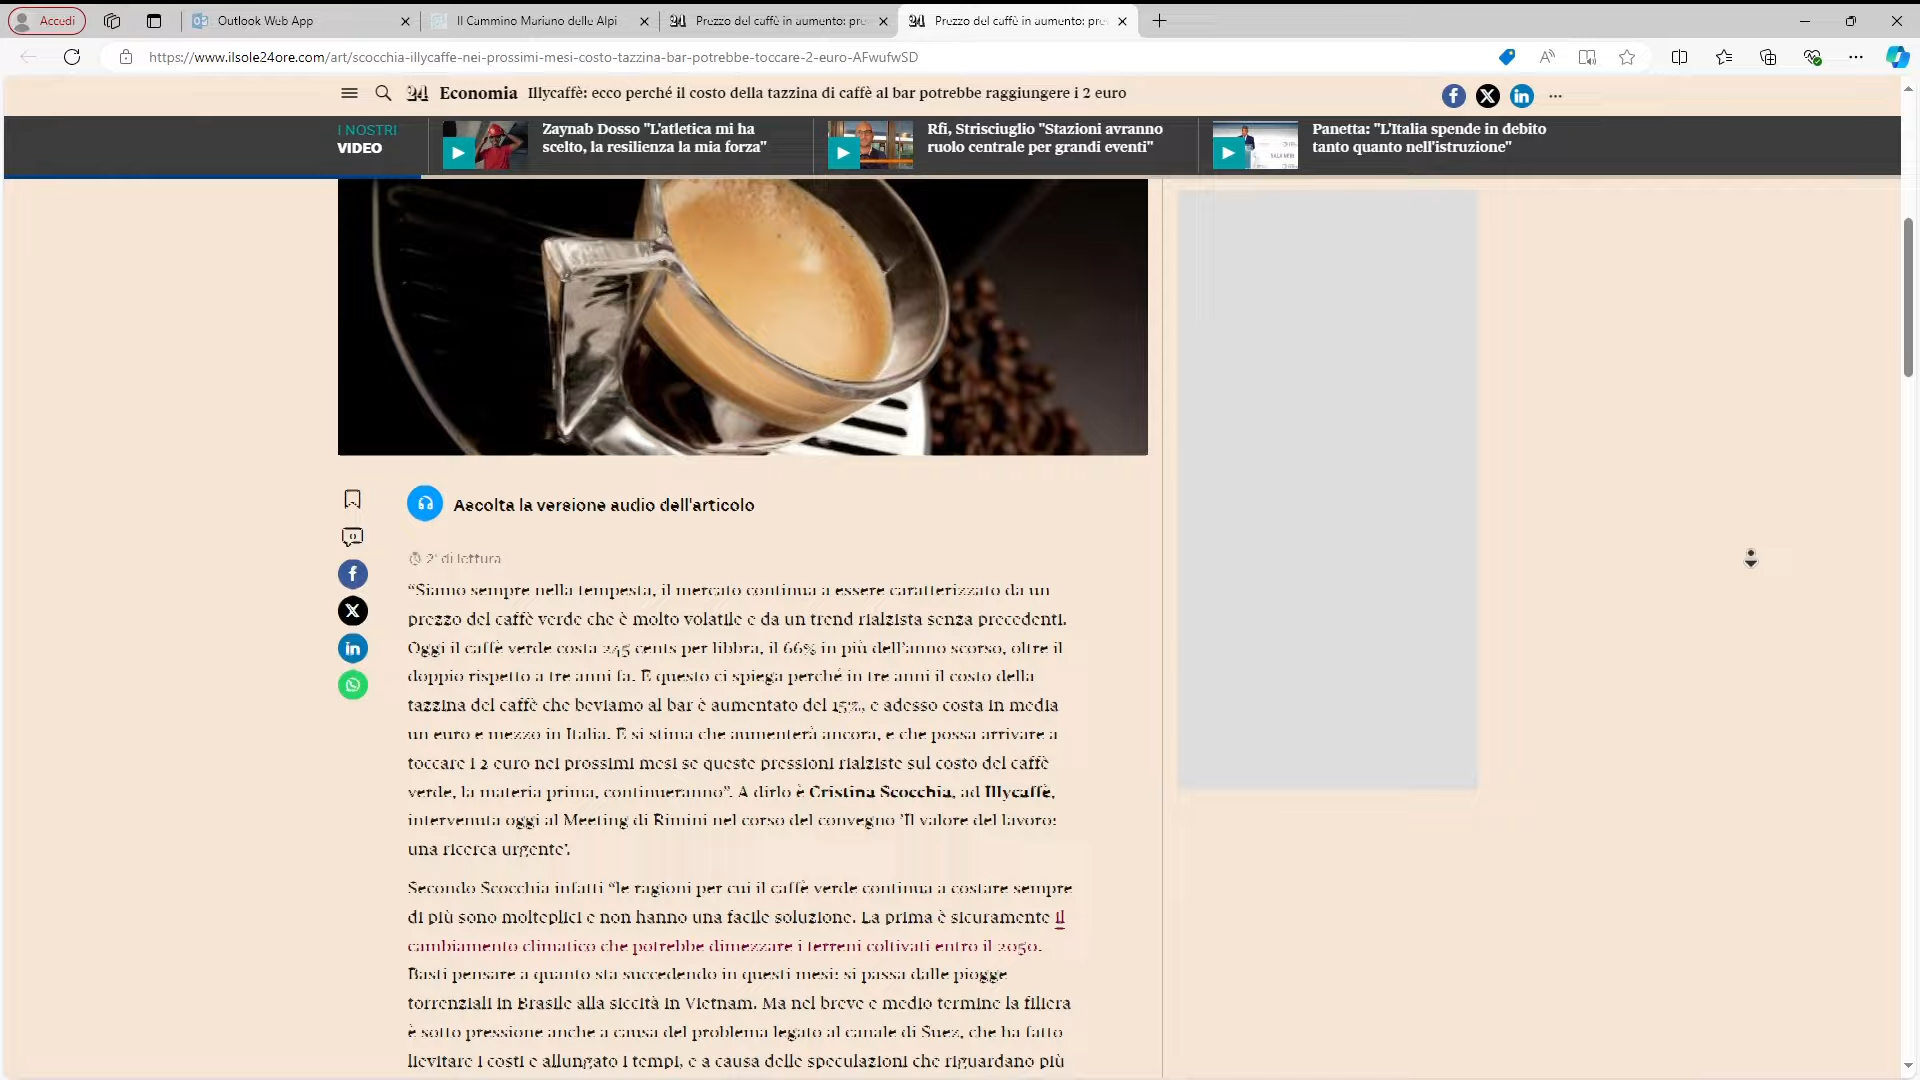 Accedi
Outlook Web App
Il Cammino Mariano delle Alpi
24 Prezzo del caffè in aumento: pre
24 Prezzo del caffè in aumento: pre
https://www.ilsole24ore.com/art/scocchia-illycaffe-nei-prossimi-mesi-costo-tazzina-bar-potrebbe-toccare-2-euro-AFwufwSD
24 Economia Illycaffè: ecco perché il costo della tazzina di caffè al bar potrebbe raggiungere i 2 euro
I NOSTRI
VIDEO
Zaynab Dosso "L'atletica mi ha
scelto, la resilienza la mia forza"
Rfi, Strisciuglio "Stazioni avranno
ruolo centrale per grandi eventi"
Panetta: "L'Italia spende in debito
tanto quanto nell'istruzione"
Ascolta la versione audio dell'articolo
2' di lettura
“Siamo sempre nella tempesta, il mercato continua a essere caratterizzato da un
prezzo del caffè verde che è molto volatile e da un trend rialzista senza precedenti.
Oggi il caffè verde costa 245 cents per libbra, il 66% in più dell’anno scorso, oltre il
doppio rispetto a tre anni fa. E questo ci spiega perché in tre anni il costo della
tazzina del caffè che beviamo al bar è aumentato del 15%, e adesso costa in media
un euro e mezzo in Italia. E si stima che aumenterà ancora, e che possa arrivare a
toccare i 2 euro nei prossimi mesi se queste pressioni rialziste sul costo del caffè
verde, la materia prima, continueranno”. A dirlo è Cristina Scocchia, ad Illycaffè,
intervenuta oggi al Meeting di Rimini nel corso del convegno 'Il valore del lavoro:
una ricerca urgente'.
Secondo Scocchia infatti “le ragioni per cui il caffè verde continua a costare sempre
di più sono molteplici e non hanno una facile soluzione. La prima è sicuramente il
cambiamento climatico che potrebbe dimezzare i terreni coltivati entro il 2050.
Basti pensare a quanto sta succedendo in questi mesi: si passa dalle piogge
torrenziali in Brasile alla siccità in Vietnam. Ma nel breve e medio termine la filiera
è sotto pressione anche a causa del problema legato al canale di Suez, che ha fatto
lievitare i costi e allungato i tempi, e a causa delle speculazioni che riguardano più